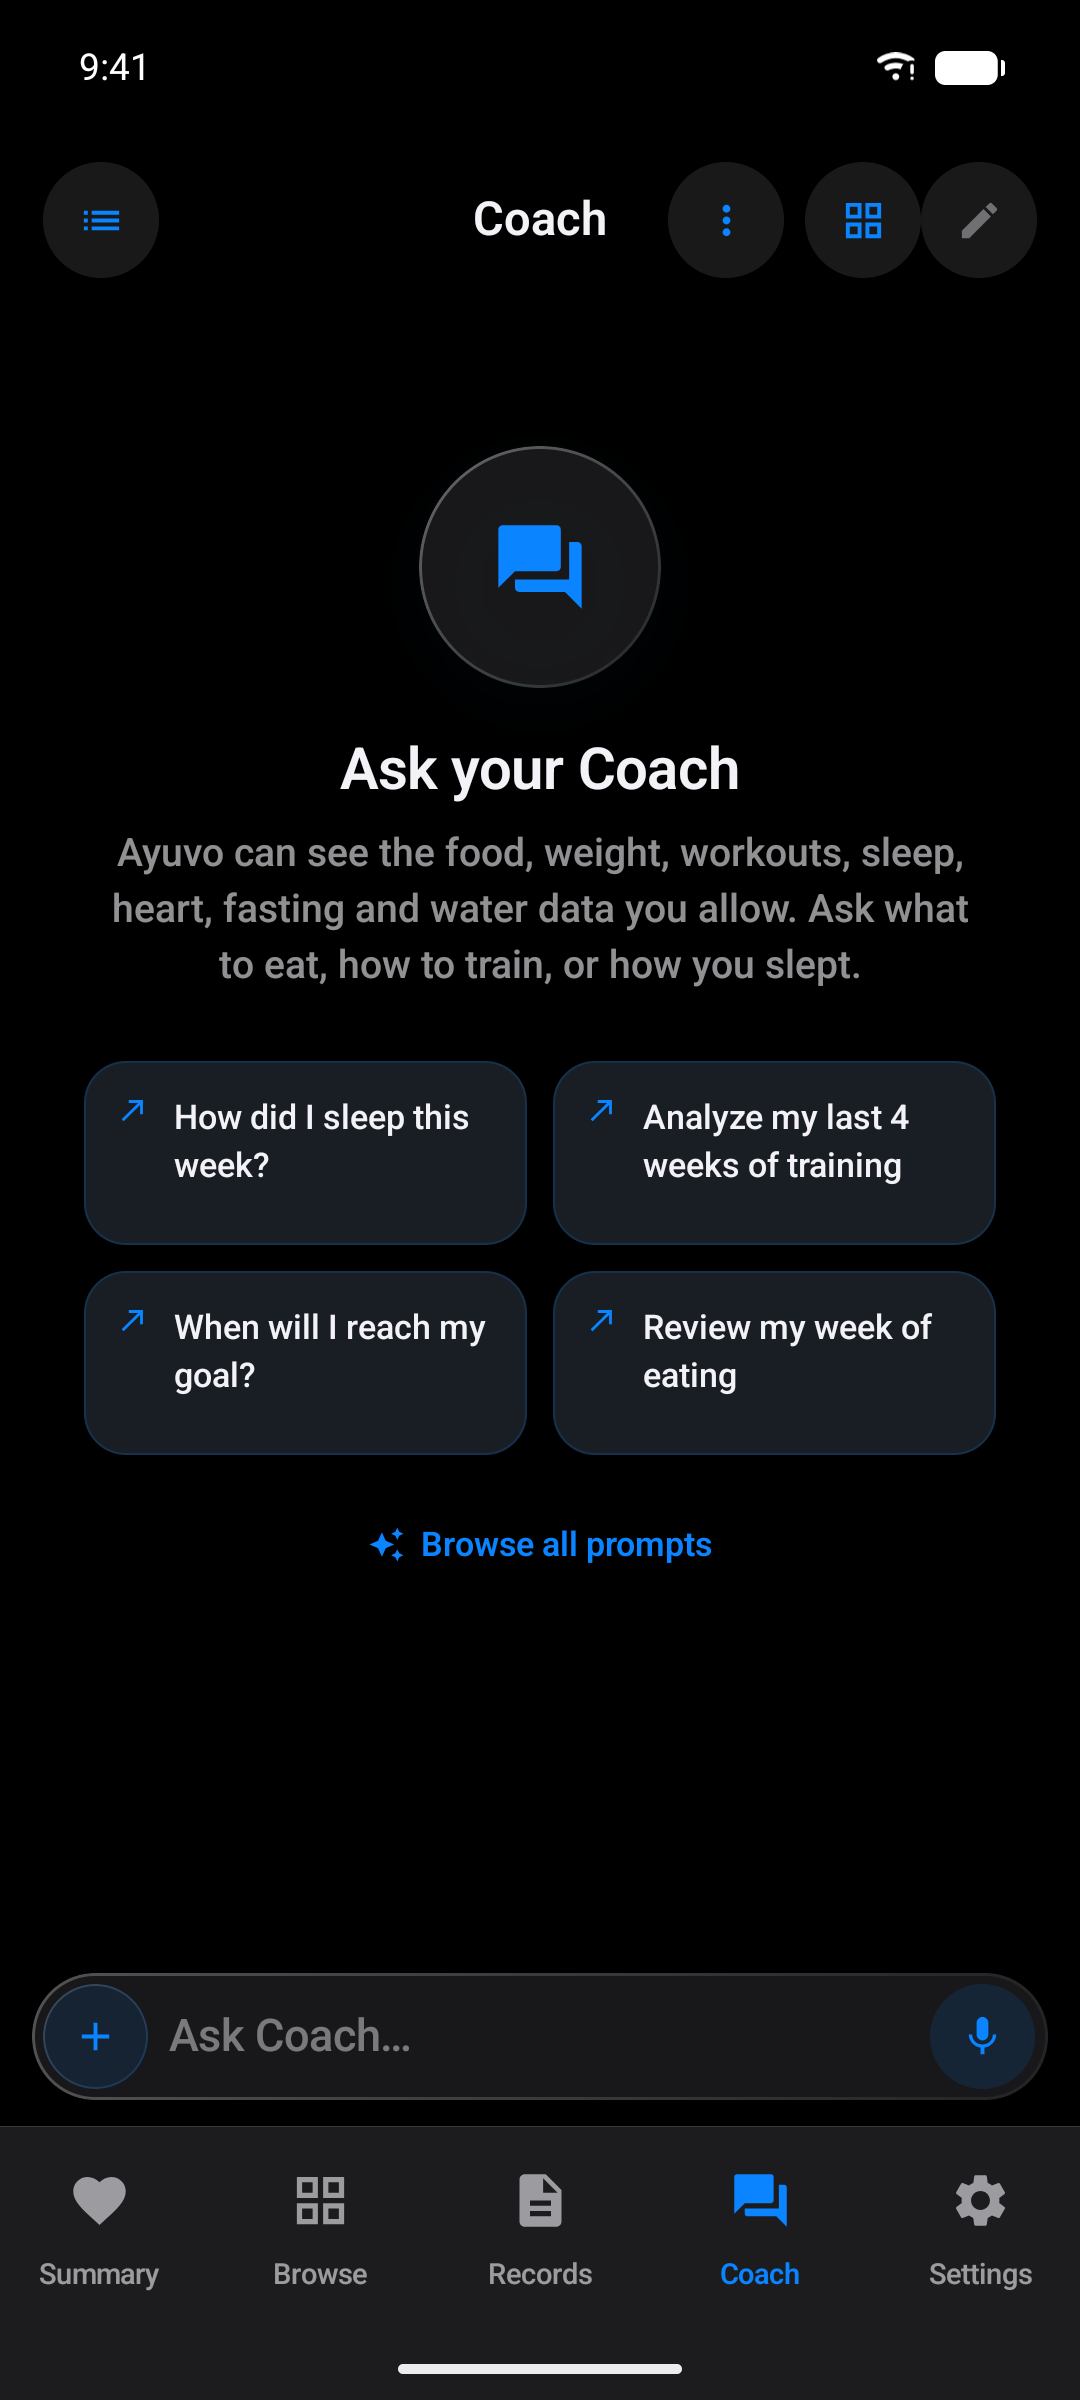 9:41
Coach
Ask your Coach
Ayuvo can see the food, weight, workouts, sleep,
heart, fasting and water data you allow. Ask what
to eat, how to train, or how you slept.
How did I sleep this
week?
Analyze my last 4
weeks of training
When will I reach my
goal?
Review my week of
eating
Browse all prompts
Ask Coach...
Summary
Browse
Records
Coach
Settings